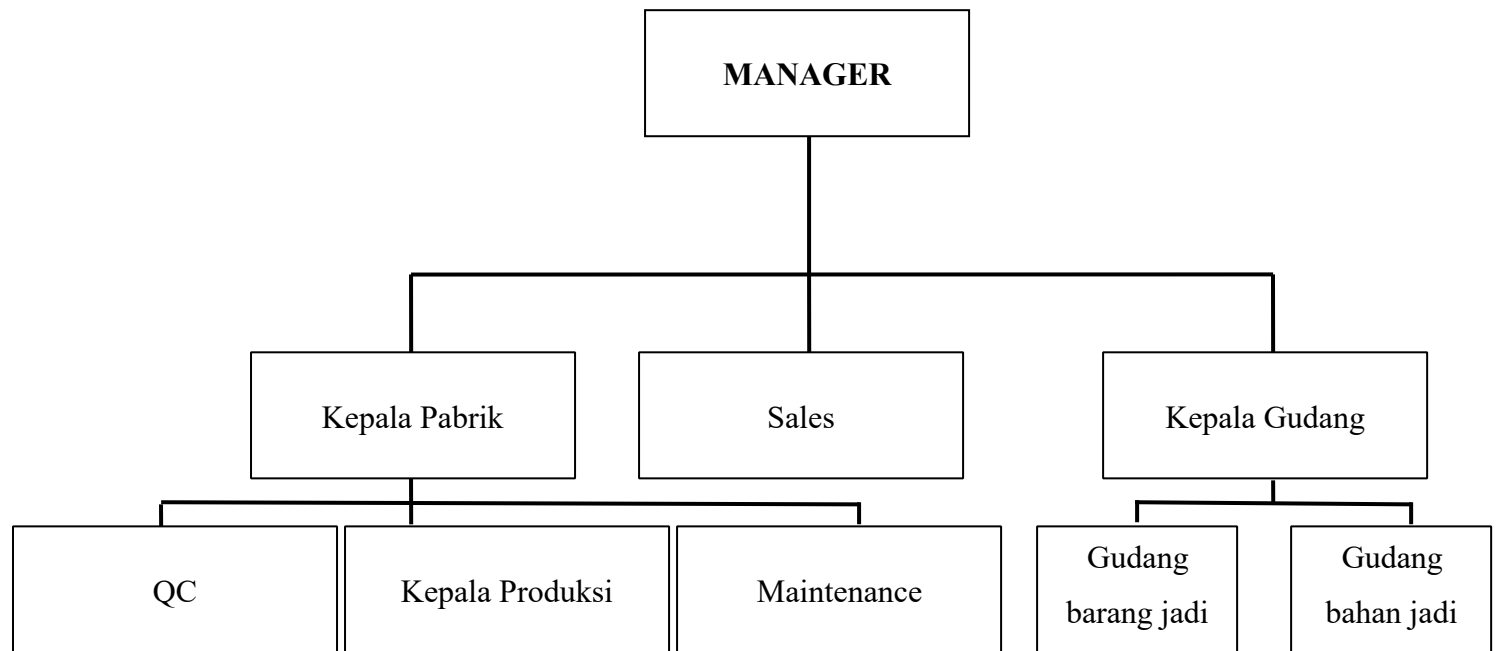 MANAGER
Kepala Pabrik
Sales
Kepala Gudang
QC
Kepala Produksi
Maintenance
Gudang
barang jadi
Gudang
bahan jadi